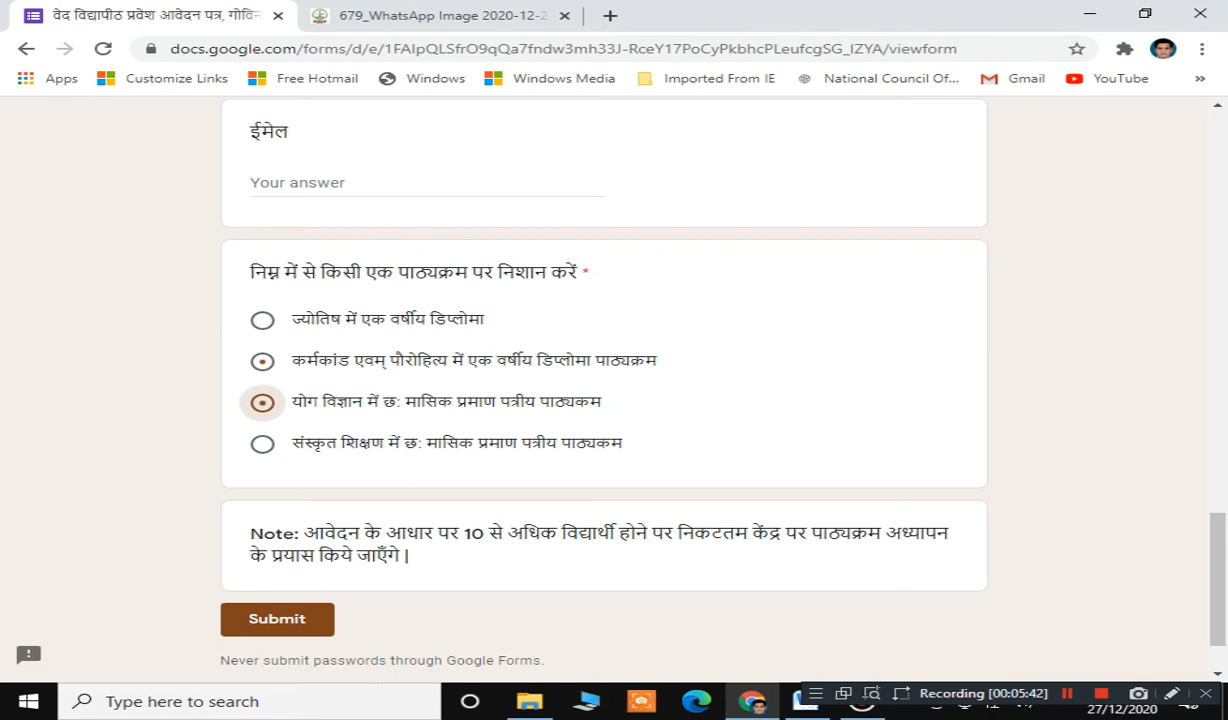 वेद विद्यापीठ प्रवेश आवेदन पत्र, गोविन
679_WhatsApp Image 2020-12-2
docs.google.com/forms/d/e/1FAIpQLSfrO9qQa7fndw3mh33J-RceY17PoCyPkbhcPLeufcgSG_IZYA/viewform
Apps Customize Links Free Hotmail Windows Windows Media Imported From IE National Council Of... Gmail YouTube »
ईमेल
Your answer
निम्न में से किसी एक पाठ्यक्रम पर निशान करें *
ज्योतिष में एक वर्षीय डिप्लोमा
कर्मकांड एवम् पौरोहित्य में एक वर्षीय डिप्लोमा पाठ्यक्रम
योग विज्ञान में छ: मासिक प्रमाण पत्रीय पाठ्यकम
संस्कृत शिक्षण में छ: मासिक प्रमाण पत्रीय पाठ्यकम
Note: आवेदन के आधार पर 10 से अधिक विद्यार्थी होने पर निकटतम केंद्र पर पाठ्यक्रम अध्यापन
के प्रयास किये जाएँगे |
Submit
Never submit passwords through Google Forms.
Type here to search
Recording [00:05:42]
27/12/2020